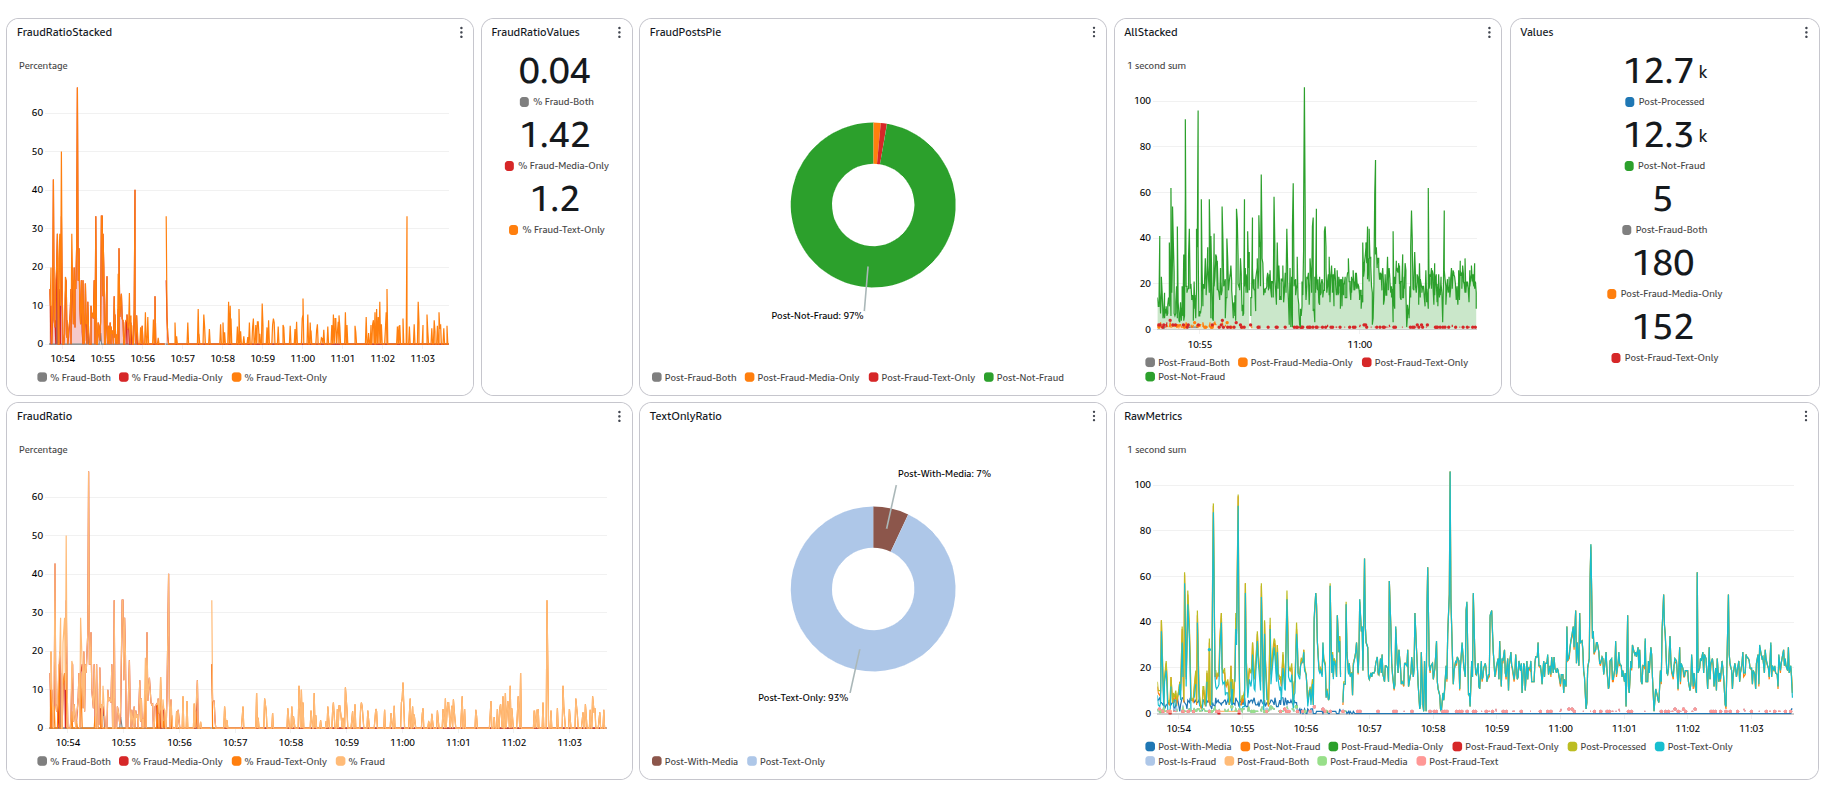 FraudRatioStacked
Percentage
60
50
40
30
20
10
0
10:54 10:55 10:56 10:57 10:58 10:59 11:00 11:01 11:02 11:03
% Fraud-Both % Fraud-Media-Only % Fraud-Text-Only
FraudRatioValues
0.04
% Fraud-Both
1.42
% Fraud-Media-Only
1.2
% Fraud-Text-Only
FraudPostsPie
Post-Not-Fraud: 97%
Post-Fraud-Both Post-Fraud-Media-Only Post-Fraud-Text-Only Post-Not-Fraud
AllStacked
1 second sum
100
80
60
40
20
0
10:55 11:00
Post-Fraud-Both Post-Fraud-Media-Only Post-Fraud-Text-Only
Post-Not-Fraud
Values
12.7 k
Post-Processed
12.3 k
Post-Not-Fraud
5
Post-Fraud-Both
180
Post-Fraud-Media-Only
152
Post-Fraud-Text-Only
FraudRatio
Percentage
60
50
40
30
20
10
0
10:54 10:55 10:56 10:57 10:58 10:59 11:00 11:01 11:02 11:03
% Fraud-Both % Fraud-Media-Only % Fraud-Text-Only % Fraud
TextOnlyRatio
Post-With-Media: 7%
Post-Text-Only: 93%
Post-With-Media Post-Text-Only
RawMetrics
1 second sum
100
80
60
40
20
0
10:54 10:55 10:56 10:57 10:58 10:59 11:00 11:01 11:02 11:03
Post-With-Media Post-Not-Fraud Post-Fraud-Media-Only Post-Fraud-Text-Only Post-Processed Post-Text-Only
Post-Is-Fraud Post-Fraud-Both Post-Fraud-Media Post-Fraud-Text